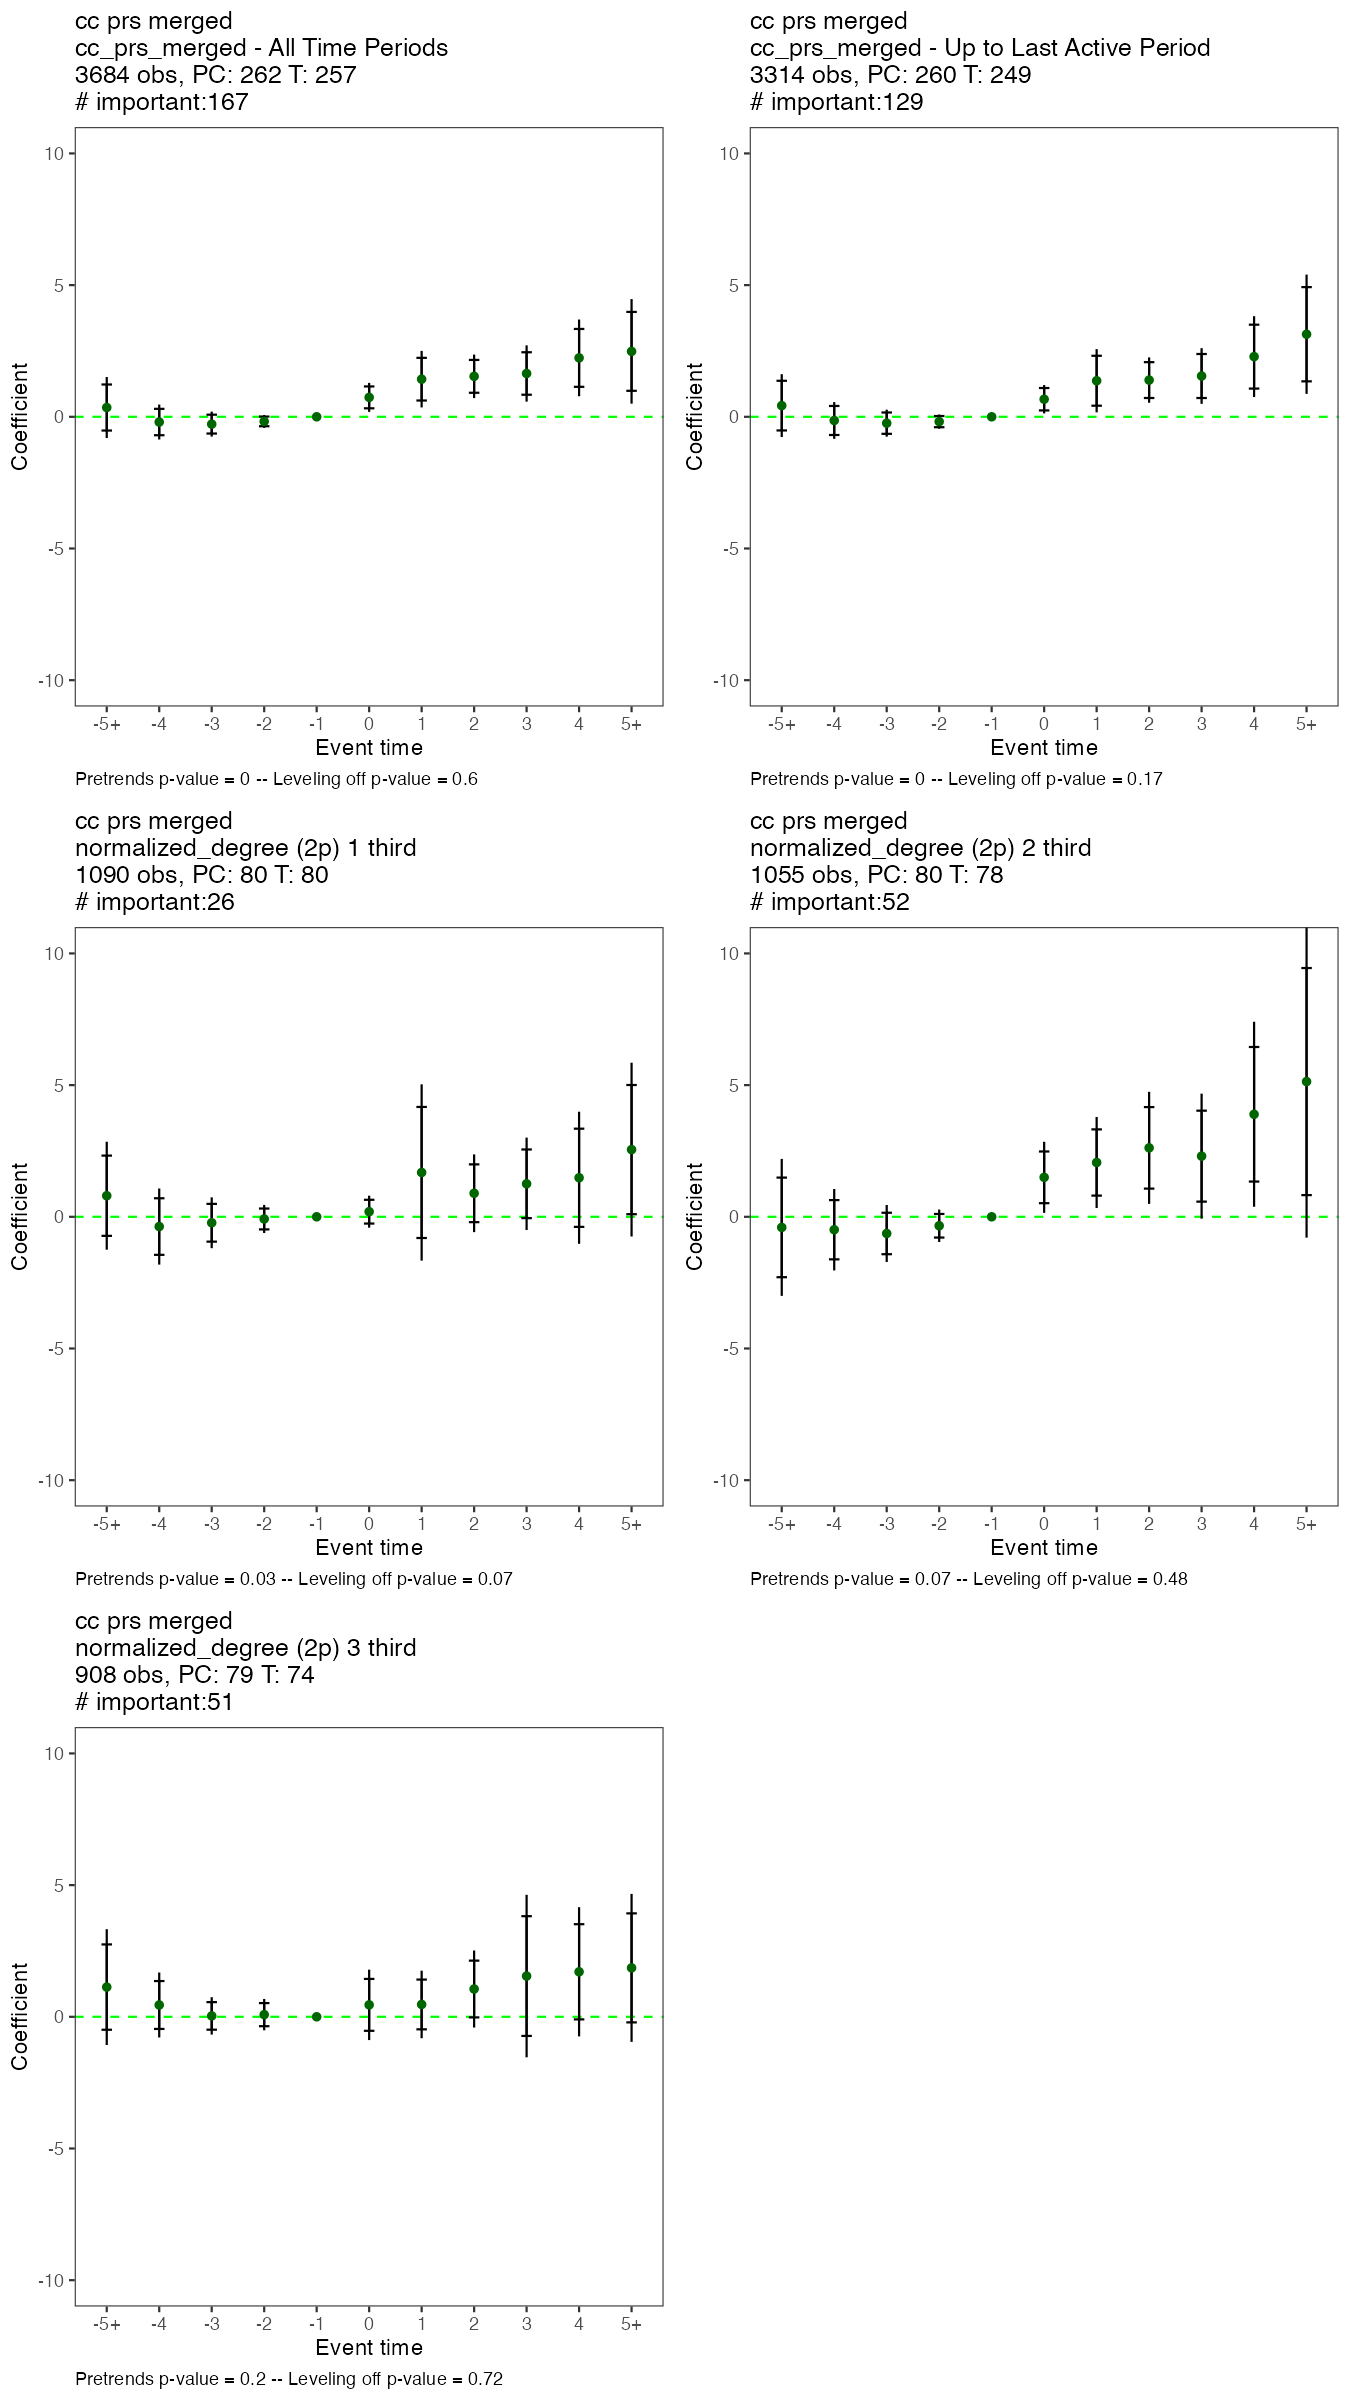 cc prs merged
cc_prs_merged - All Time Periods
3684 obs, PC: 262 T: 257
# important:167
10
5
0
-5
-10
Coefficient
-5+ -4 -3 -2 -1 0 1 2 3 4 5+
Event time
Pretrends p-value = 0 -- Leveling off p-value = 0.6
cc prs merged
cc_prs_merged - Up to Last Active Period
3314 obs, PC: 260 T: 249
# important:129
10
5
0
-5
-10
Coefficient
-5+ -4 -3 -2 -1 0 1 2 3 4 5+
Event time
Pretrends p-value = 0 -- Leveling off p-value = 0.17
cc prs merged
normalized_degree (2p) 1 third
1090 obs, PC: 80 T: 80
# important:26
10
5
0
-5
-10
Coefficient
-5+ -4 -3 -2 -1 0 1 2 3 4 5+
Event time
Pretrends p-value = 0.03 -- Leveling off p-value = 0.07
cc prs merged
normalized_degree (2p) 2 third
1055 obs, PC: 80 T: 78
# important:52
10
5
0
-5
-10
Coefficient
-5+ -4 -3 -2 -1 0 1 2 3 4 5+
Event time
Pretrends p-value = 0.07 -- Leveling off p-value = 0.48
cc prs merged
normalized_degree (2p) 3 third
908 obs, PC: 79 T: 74
# important:51
10
5
0
-5
-10
Coefficient
-5+ -4 -3 -2 -1 0 1 2 3 4 5+
Event time
Pretrends p-value = 0.2 -- Leveling off p-value = 0.72